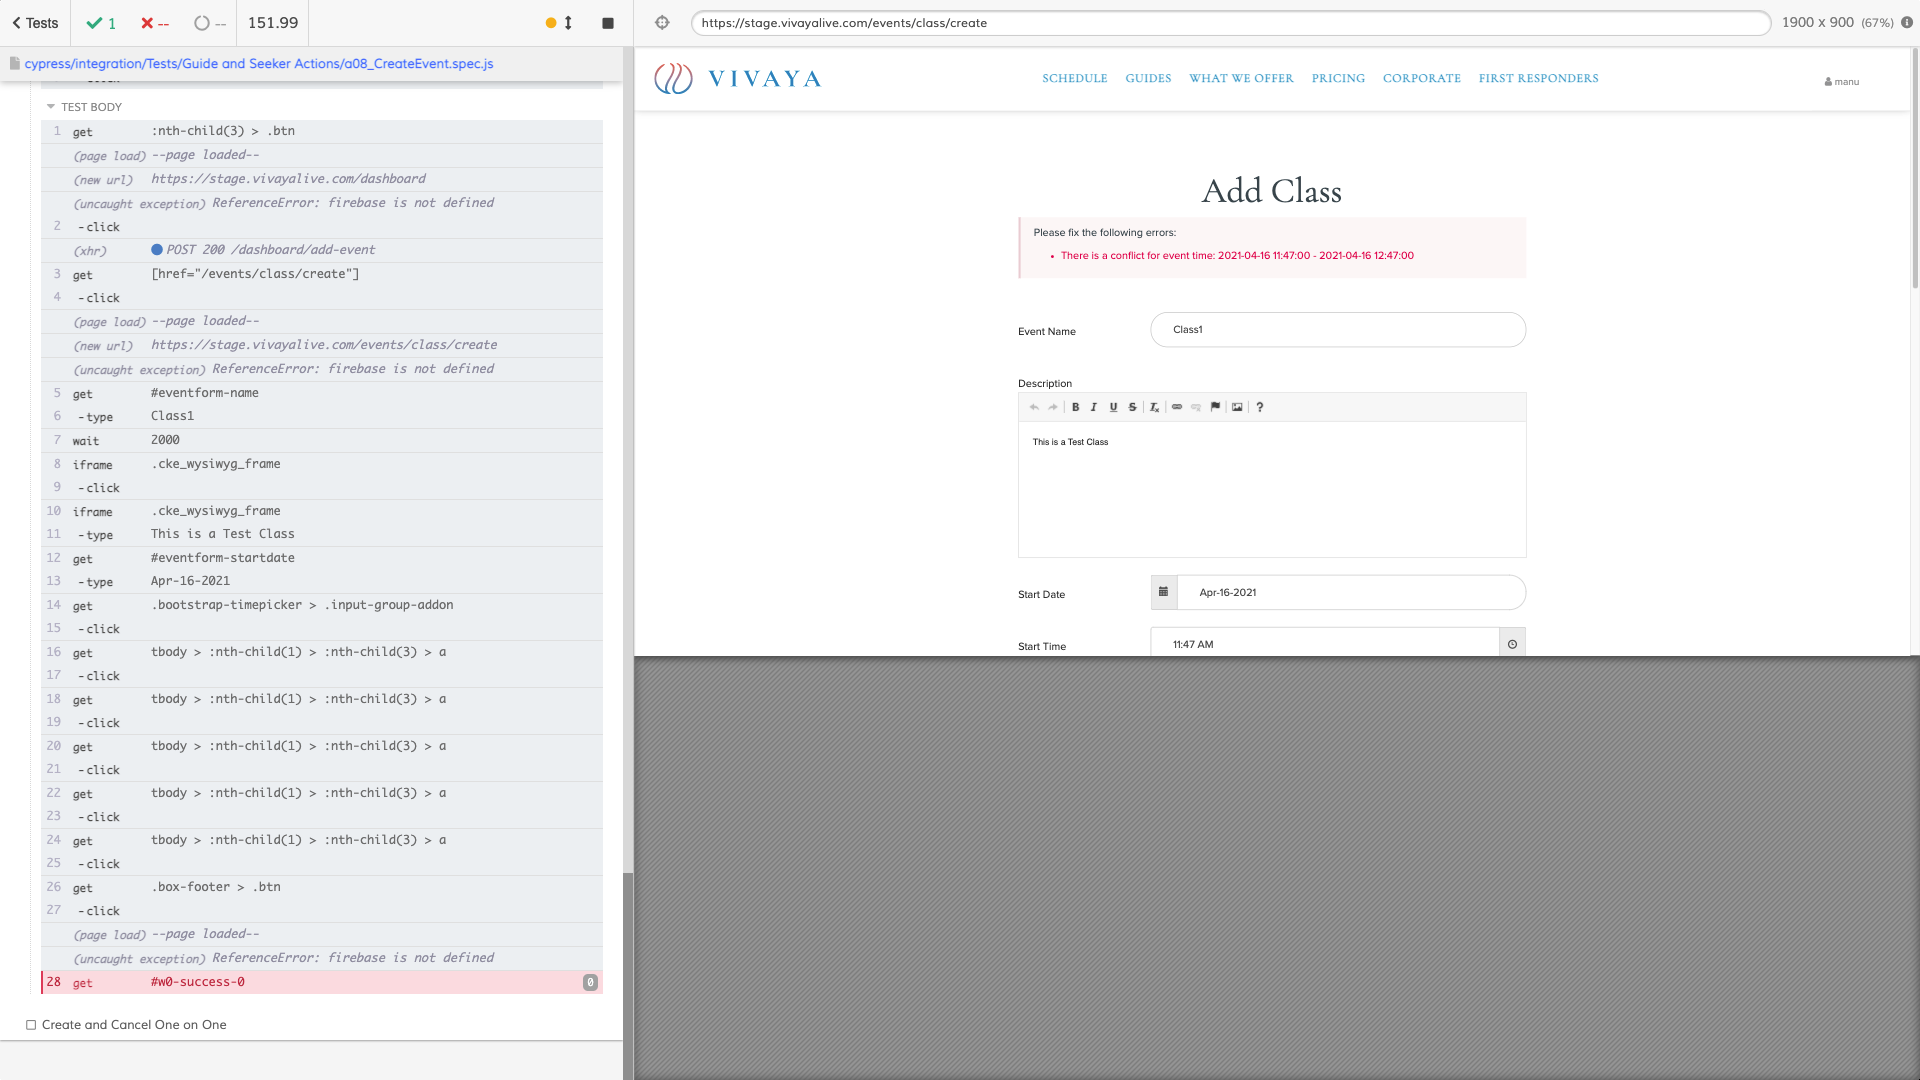 Tests
1
--
--
151.99
cypress/integration/Tests/Guide and Seeker Actions/a08_CreateEvent.spec.js
TEST BODY
1 get :nth-child(3) > .btn
(page load) --page loaded--
(new url) https://stage.vivayalive.com/dashboard
(uncaught exception) ReferenceError: firebase is not defined
2 -click
(xhr) POST 200 /dashboard/add-event
3 get [href="/events/class/create"]
4 -click
(page load) --page loaded--
(new url) https://stage.vivayalive.com/events/class/create
(uncaught exception) ReferenceError: firebase is not defined
5 get #eventform-name
6 -type Class1
7 wait 2000
8 iframe .cke_wysiwyg_frame
9 -click
10 iframe .cke_wysiwyg_frame
11 -type This is a Test Class
12 get #eventform-startdate
13 -type Apr-16-2021
14 get .bootstrap-timepicker > .input-group-addon
15 -click
16 get tbody > :nth-child(1) > :nth-child(3) > a
17 -click
18 get tbody > :nth-child(1) > :nth-child(3) > a
19 -click
20 get tbody > :nth-child(1) > :nth-child(3) > a
21 -click
22 get tbody > :nth-child(1) > :nth-child(3) > a
23 -click
24 get tbody > :nth-child(1) > :nth-child(3) > a
25 -click
26 get .box-footer > .btn
27 -click
(page load) --page loaded--
(uncaught exception) ReferenceError: firebase is not defined
28 get #w0-success-0 0
Create and Cancel One on One
https://stage.vivayalive.com/events/class/create
1900 x 900 (67%)
VIVAYA
SCHEDULE GUIDES WHAT WE OFFER PRICING CORPORATE FIRST RESPONDERS
manu
Add Class
Please fix the following errors:
• There is a conflict for event time: 2021-04-16 11:47:00 - 2021-04-16 12:47:00
Event Name Class1
Description
B I U S Ix ?
This is a Test Class
Start Date Apr-16-2021
Start Time 11:47 AM